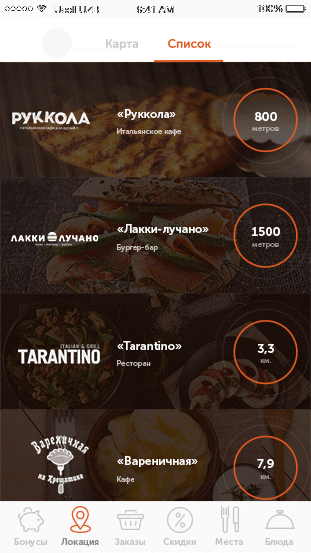 9:41 AM
100%
Карта
Список
РУККОЛА
«Руккола»
Итальянское кафе
800
метров
ЛАККИ ЛУЧАНО
«Лакки-лучано»
Бургер-бар
1500
метров
ITALIAN & GRILL
TARANTINO
«Tarantino»
Ресторан
3,3
км.
Вареничная
на Крещатике
«Вареничная»
Кафе
7,9
км.
Бонусы
Локация
Заказы
Скидки
Места
Блюда